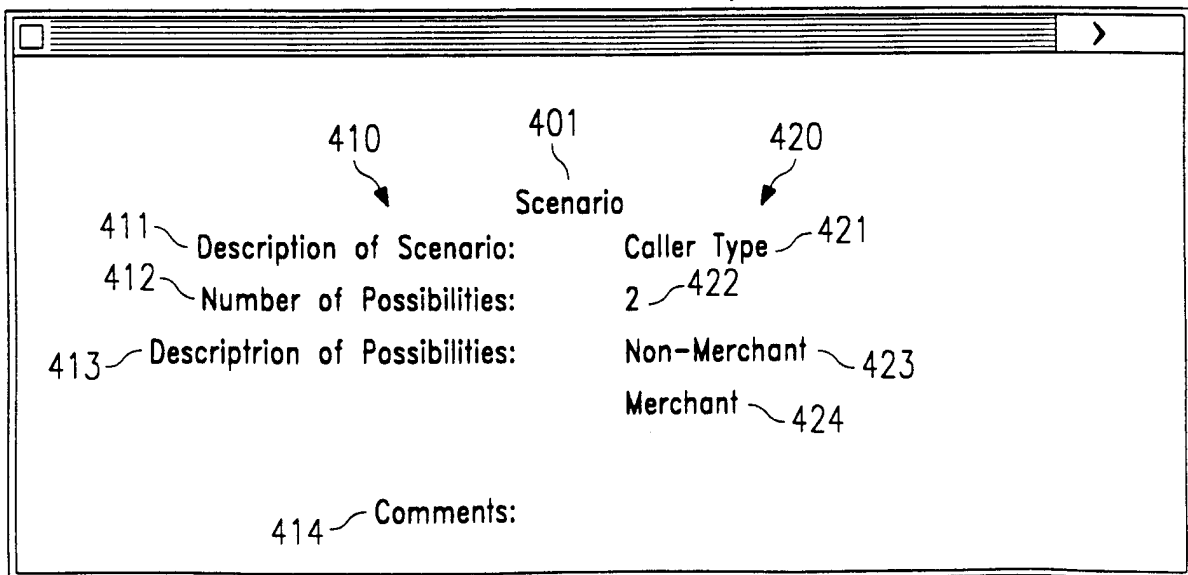 >
401
410 420
Scenario
411 Description of Scenario: Caller Type 421
412 Number of Possibilities: 2 422
413 Descriptrion of Possibilities: Non-Merchant 423
Merchant 424
414 Comments: